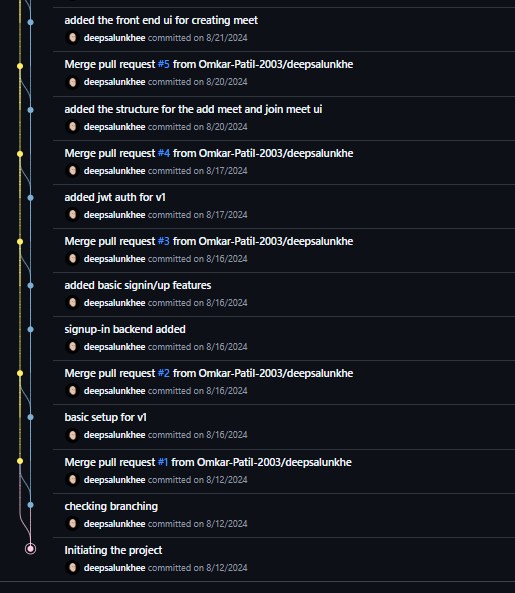 added the front end ui for creating meet
deepsalunkhee committed on 8/21/2024
Merge pull request #5 from Omkar-Patil-2003/deepsalunkhe
deepsalunkhee committed on 8/20/2024
added the structure for the add meet and join meet ui
deepsalunkhee committed on 8/20/2024
Merge pull request #4 from Omkar-Patil-2003/deepsalunkhe
deepsalunkhee committed on 8/17/2024
added jwt auth for v1
deepsalunkhee committed on 8/17/2024
Merge pull request #3 from Omkar-Patil-2003/deepsalunkhe
deepsalunkhee committed on 8/16/2024
added basic signin/up features
deepsalunkhee committed on 8/16/2024
signup-in backend added
deepsalunkhee committed on 8/16/2024
Merge pull request #2 from Omkar-Patil-2003/deepsalunkhe
deepsalunkhee committed on 8/16/2024
basic setup for v1
deepsalunkhee committed on 8/16/2024
Merge pull request #1 from Omkar-Patil-2003/deepsalunkhe
deepsalunkhee committed on 8/12/2024
checking branching
deepsalunkhee committed on 8/12/2024
Initiating the project
deepsalunkhee committed on 8/12/2024